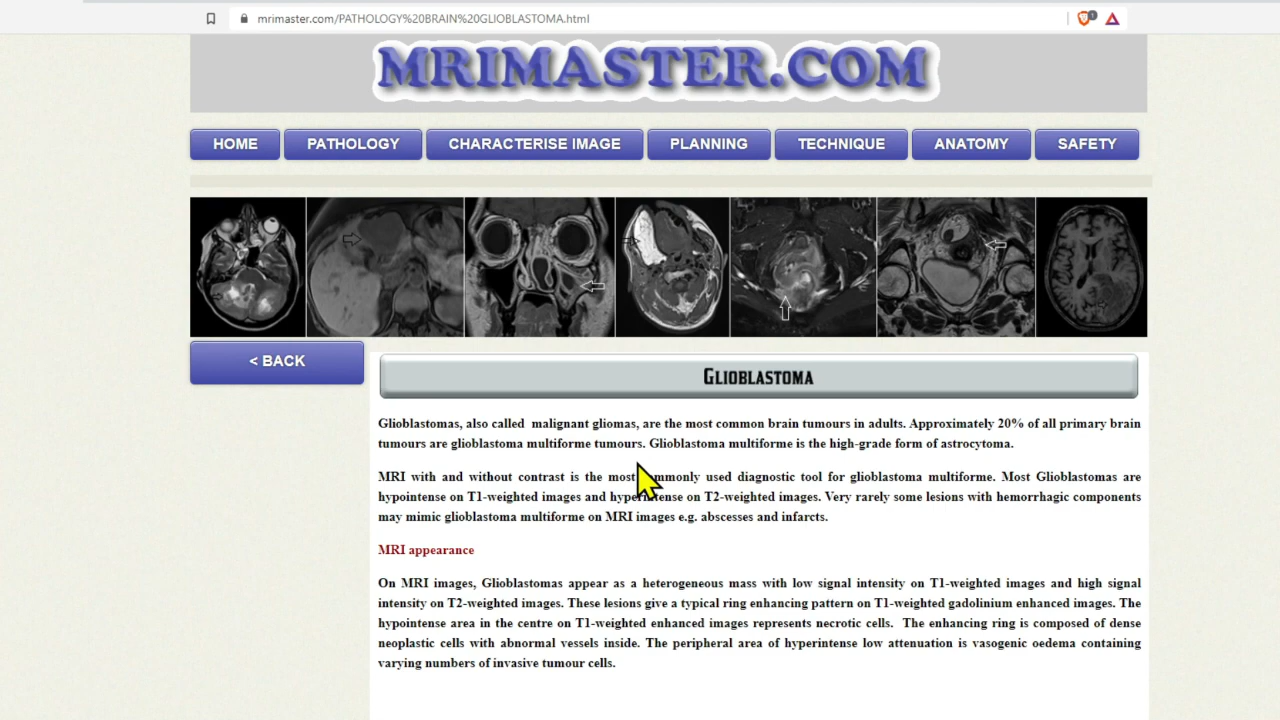 mrimaster.com/PATHOLOGY%20BRAIN%20GLIOBLASTOMA.html
1
MRIMASTER.COM
HOME PATHOLOGY CHARACTERISE IMAGE PLANNING TECHNIQUE ANATOMY SAFETY
< BACK
GLIOBLASTOMA
Glioblastomas, also called malignant gliomas, are the most common brain tumours in adults. Approximately 20% of all primary brain
tumours are glioblastoma multiforme tumours. Glioblastoma multiforme is the high-grade form of astrocytoma.
MRI with and without contrast is the most commonly used diagnostic tool for glioblastoma multiforme. Most Glioblastomas are
hypointense on T1-weighted images and hyperintense on T2-weighted images. Very rarely some lesions with hemorrhagic components
may mimic glioblastoma multiforme on MRI images e.g. abscesses and infarcts.
MRI appearance
On MRI images, Glioblastomas appear as a heterogeneous mass with low signal intensity on T1-weighted images and high signal
intensity on T2-weighted images. These lesions give a typical ring enhancing pattern on T1-weighted gadolinium enhanced images. The
hypointense area in the centre on T1-weighted enhanced images represents necrotic cells. The enhancing ring is composed of dense
neoplastic cells with abnormal vessels inside. The peripheral area of hyperintense low attenuation is vasogenic oedema containing
varying numbers of invasive tumour cells.